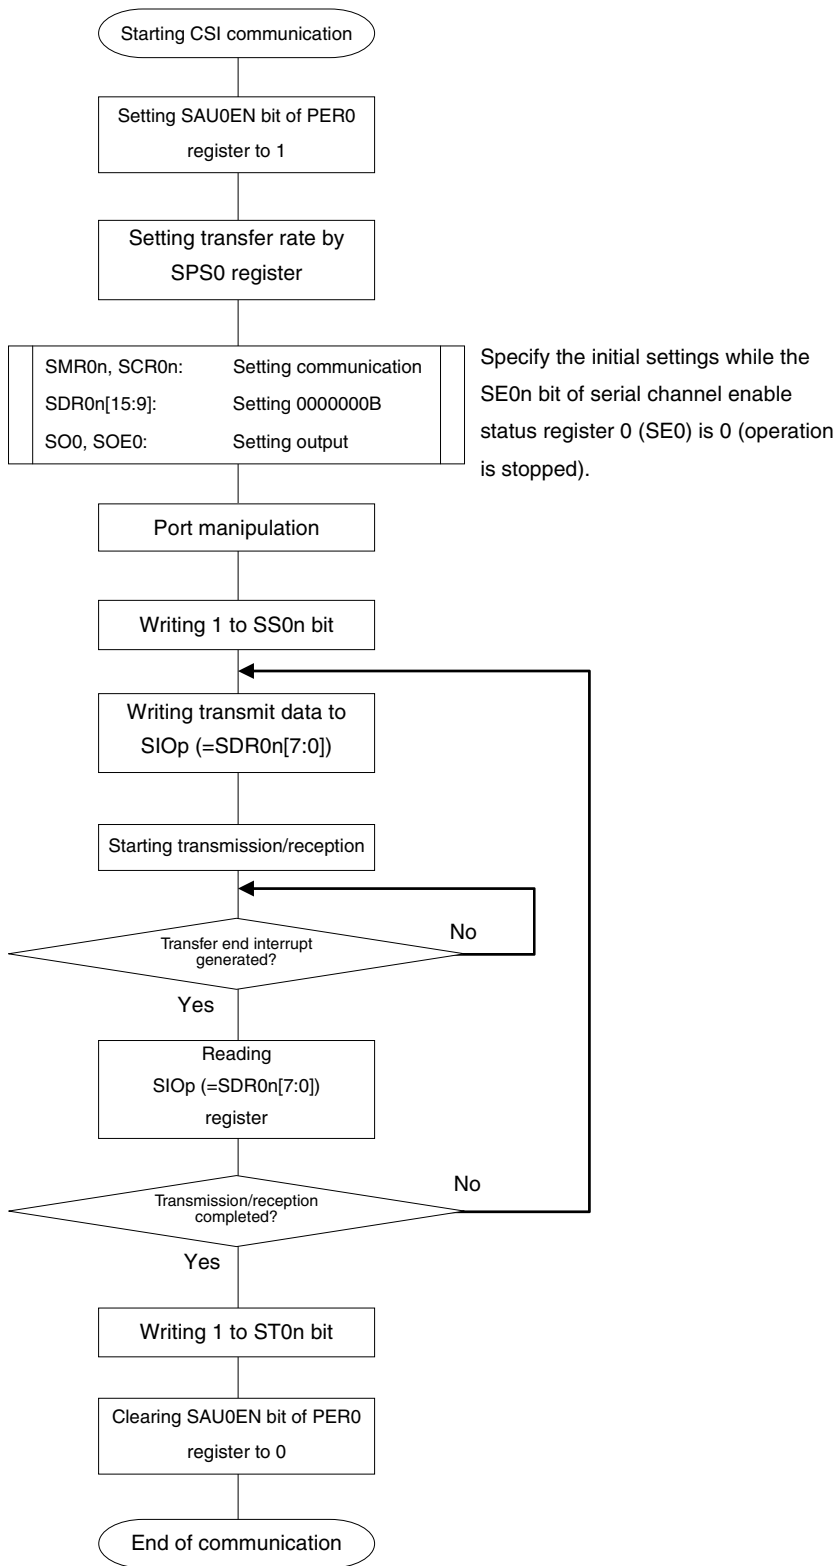 Starting CSI communication
Setting SAU0EN bit of PER0
register to 1
Setting transfer rate by
SPS0 register
SMR0n, SCR0n: Setting communication
SDR0n[15:9]: Setting 0000000B
SO0, SOE0: Setting output
Specify the initial settings while the
SE0n bit of serial channel enable
status register 0 (SE0) is 0 (operation
is stopped).
Port manipulation
Writing 1 to SS0n bit
Writing transmit data to
SIOp (=SDR0n[7:0])
Starting transmission/reception
No
Transfer end interrupt
generated?
Yes
Reading
SIOp (=SDR0n[7:0])
register
No
Transmission/reception
completed?
Yes
Writing 1 to ST0n bit
Clearing SAU0EN bit of PER0
register to 0
End of communication